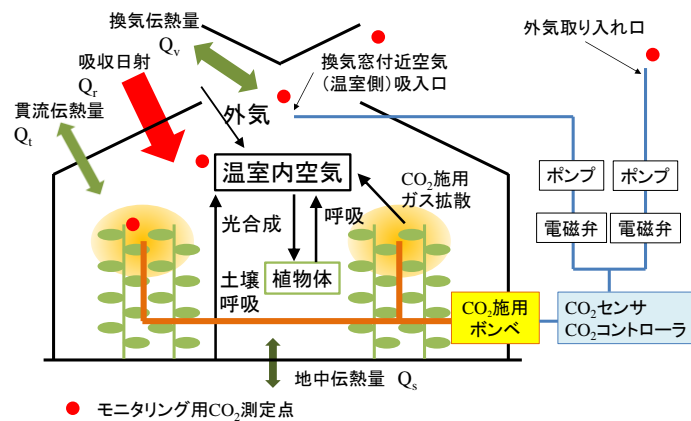 換気伝熱量
Qv
吸収日射
Qr
貫流伝熱量
Qt
外気
換気窓付近空気
(温室側)吸入口
外気取り入れ口
温室内空気
CO2施用
ガス拡散
光合成
呼吸
植物体
土壌
呼吸
ポンプ
ポンプ
電磁弁
電磁弁
CO2施用
ボンベ
CO2センサ
CO2コントローラ
地中伝熱量 Qs
モニタリング用CO2測定点